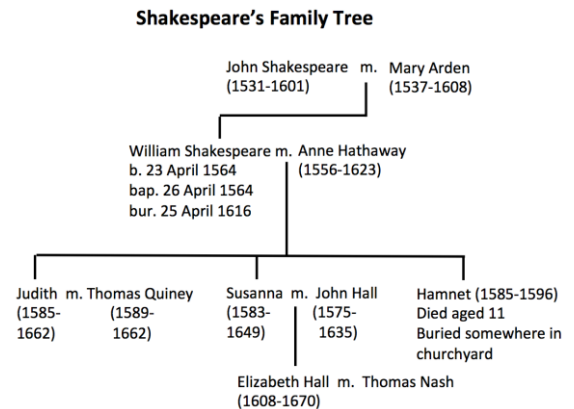 Shakespeare's Family Tree
John Shakespeare m. Mary Arden
(1531-1601) (1537-1608)
William Shakespeare m. Anne Hathaway
b. 23 April 1564 (1556-1623)
bap. 26 April 1564
bur. 25 April 1616
Judith m. Thomas Quiney Susanna m. John Hall Hamnet (1585-1596)
(1585- (1589- (1583- (1575- Died aged 11
1662) 1662) 1649) 1635) Buried somewhere in
churchyard
Elizabeth Hall m. Thomas Nash
(1608-1670)